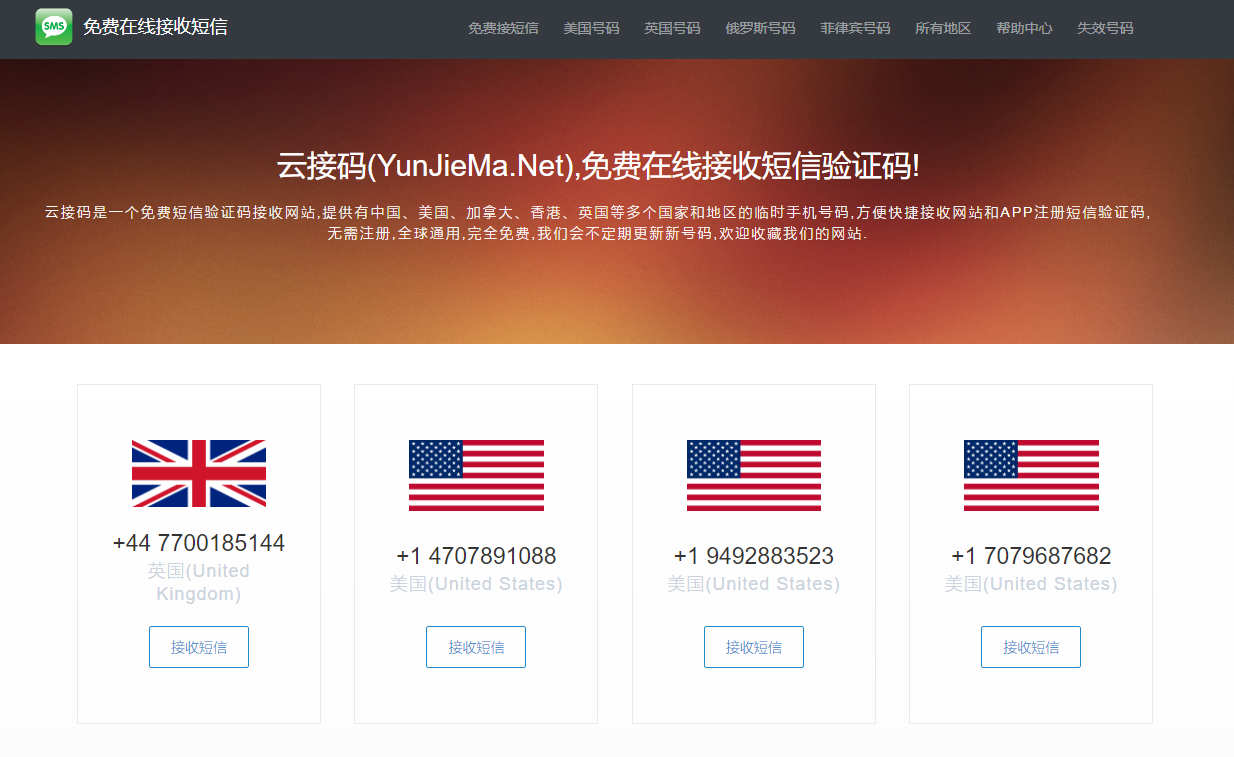 SMS 免费在线接收短信 免费接短信 美国号码 英国号码 俄罗斯号码 菲律宾号码 所有地区 帮助中心 失效号码
云接码(YunJieMa.Net),免费在线接收短信验证码!
云接码是一个免费短信验证码接收网站,提供有中国、美国、加拿大、香港、英国等多个国家和地区的临时手机号码,方便快捷接收网站和APP注册短信验证码,
无需注册,全球通用,完全免费,我们会不定期更新新号码,欢迎收藏我们的网站.
+44 7700185144
英国(United
Kingdom)
接收短信
+1 4707891088
美国(United States)
接收短信
+1 9492883523
美国(United States)
接收短信
+1 7079687682
美国(United States)
接收短信